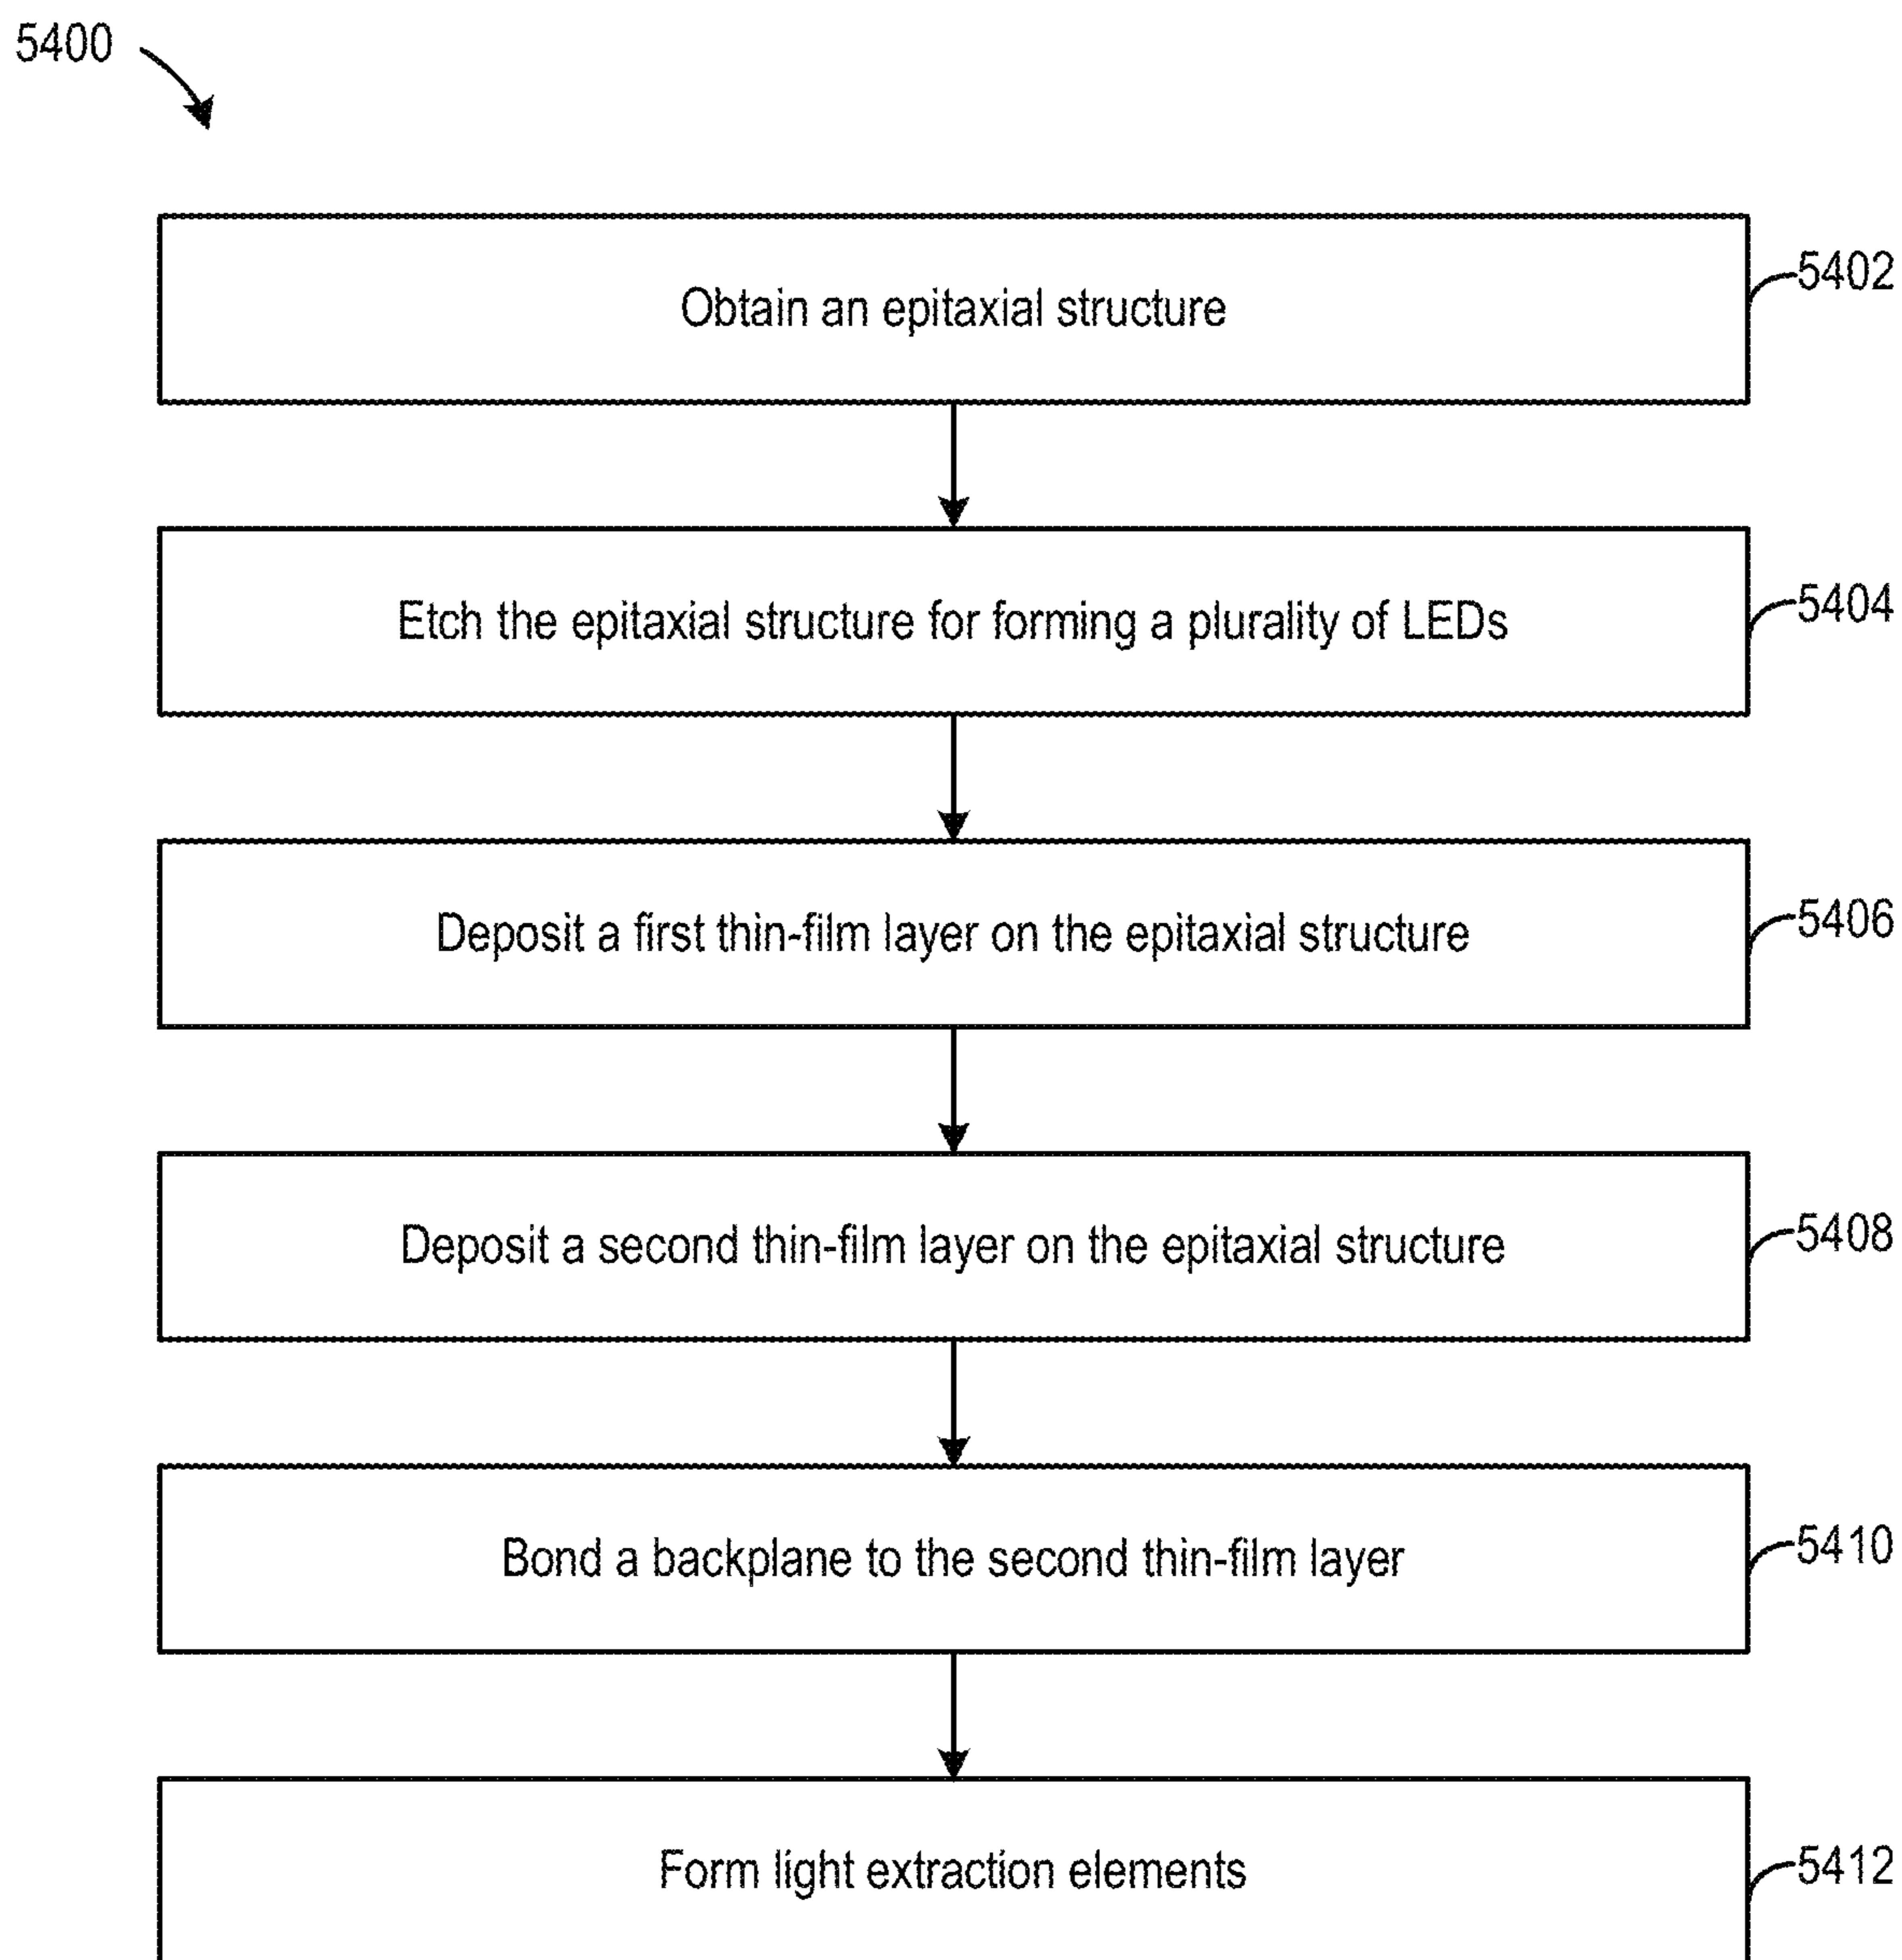 5400
Obtain an epitaxial structure
5402
Etch the epitaxial structure for forming a plurality of LEDs
5404
Deposit a first thin-film layer on the epitaxial structure
5406
Deposit a second thin-film layer on the epitaxial structure
5408
Bond a backplane to the second thin-film layer
5410
Form light extraction elements
5412